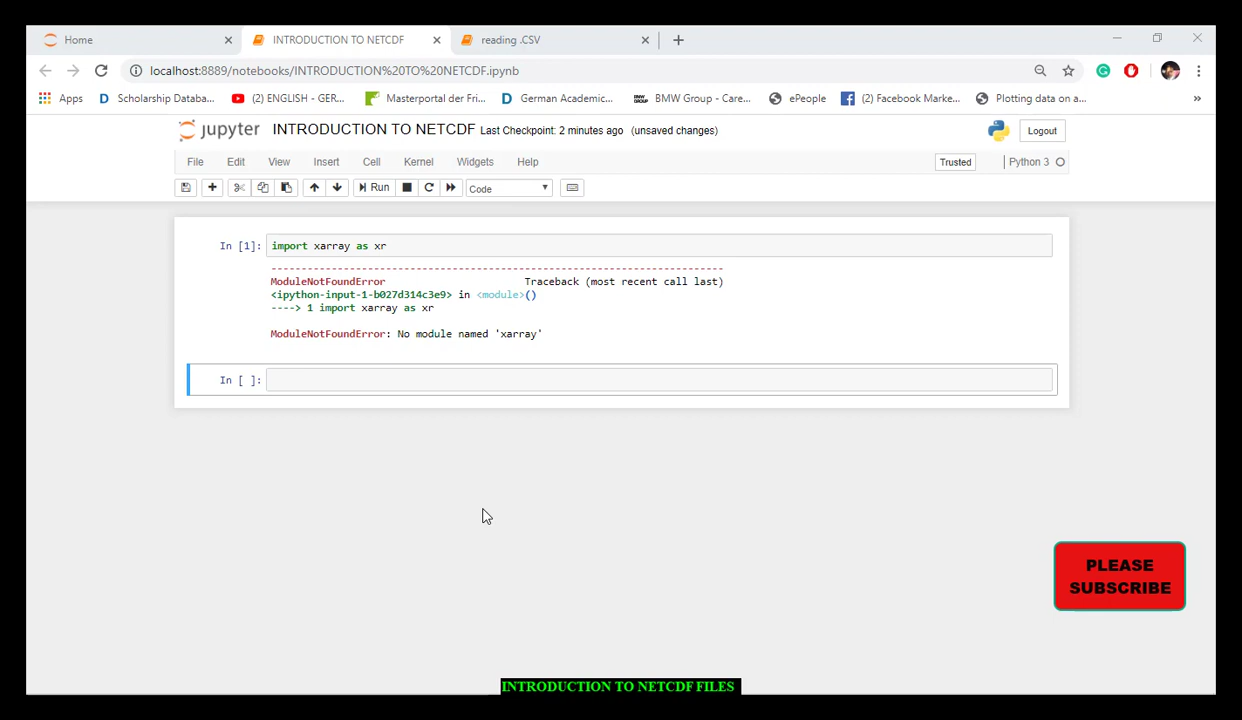 Home
INTRODUCTION TO NETCDF
reading .CSV
localhost:8889/notebooks/INTRODUCTION%20TO%20NETCDF.ipynb
Apps
Scholarship Databa...
(2) ENGLISH - GER...
Masterportal der Fri...
German Academic...
BMW Group - Care...
ePeople
(2) Facebook Marke...
Plotting data on a...
»
jupyter INTRODUCTION TO NETCDF Last Checkpoint: 2 minutes ago (unsaved changes)
Logout
File Edit View Insert Cell Kernel Widgets Help
Trusted
Python 3
Run
Code
In [1]: import xarray as xr
---------------------------------------------------------------------------
ModuleNotFoundError Traceback (most recent call last)
<ipython-input-1-b027d314c3e9> in <module>()
----> 1 import xarray as xr
ModuleNotFoundError: No module named 'xarray'
In [ ]:
PLEASE
SUBSCRIBE
INTRODUCTION TO NETCDF FILES